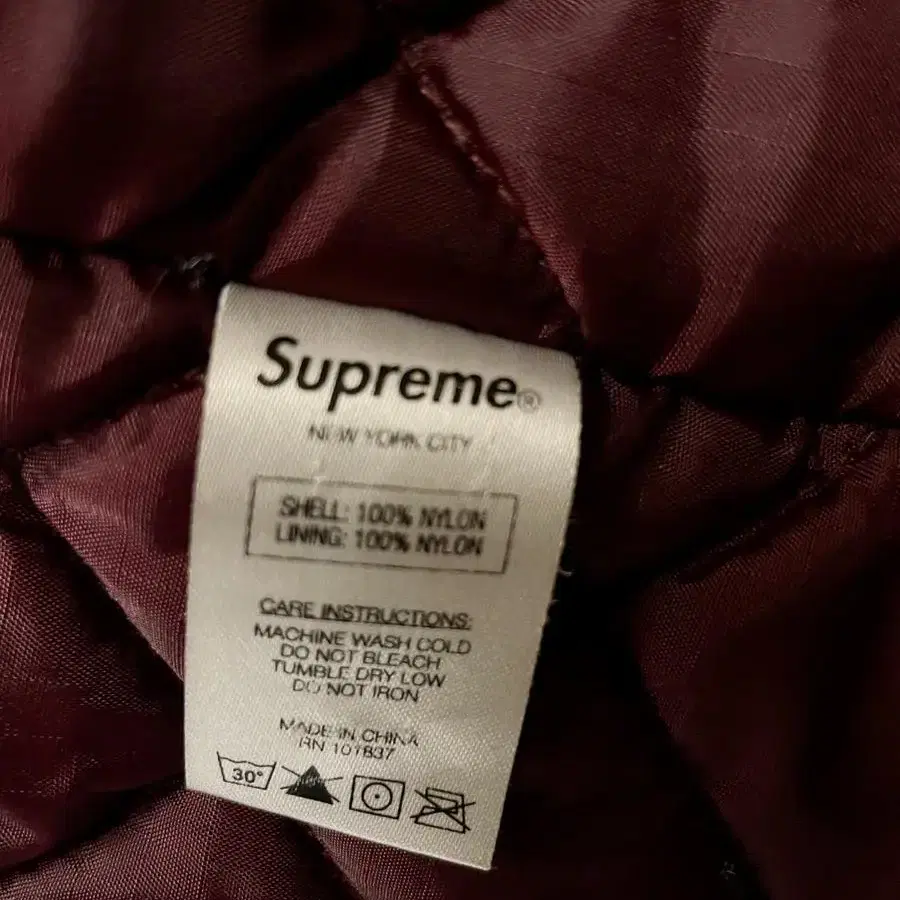 Supreme®
NEW YORK CITY
SHELL: 100% NYLON
LINING: 100% NYLON
CARE INSTRUCTIONS:
MACHINE WASH COLD
DO NOT BLEACH
TUMBLE DRY LOW
DO NOT IRON
MADE IN CHINA
RN 101837
30°